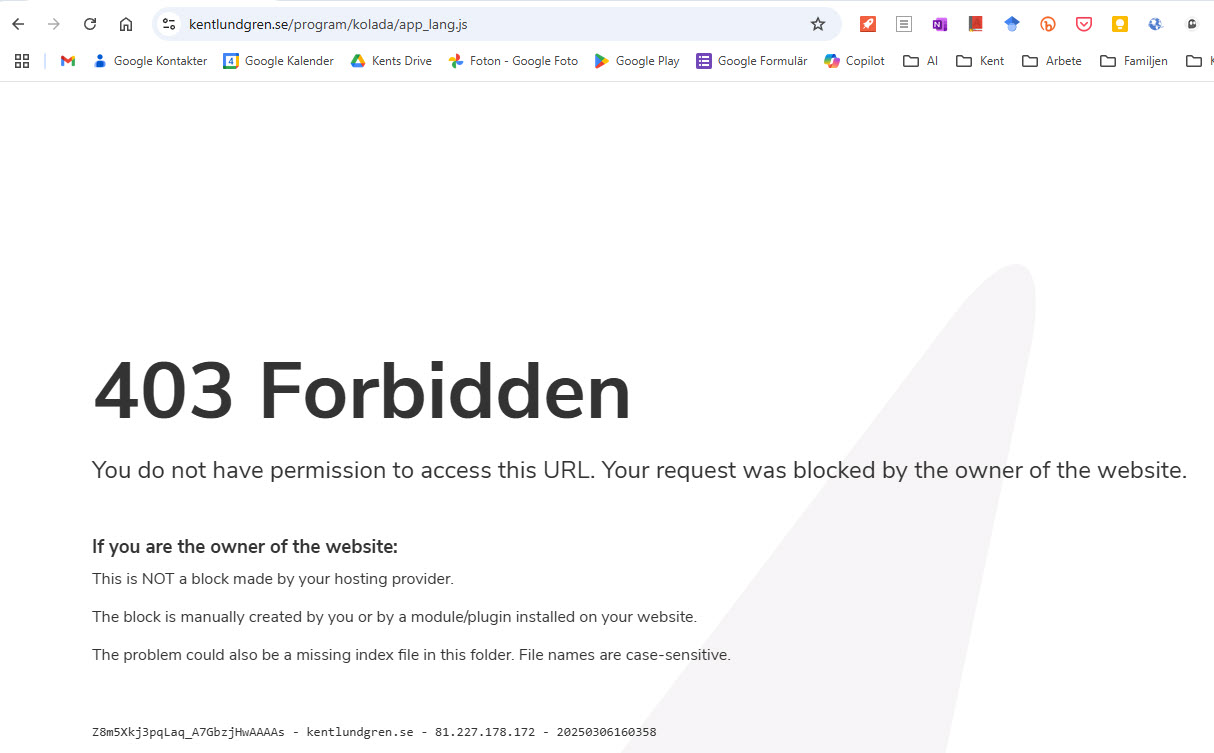 kentlundgren.se/program/kolada/app_lang.js
Google Kontakter 4 Google Kalender Kents Drive Foton - Google Foto Google Play Google Formulär Copilot AI Kent Arbete Familjen
403 Forbidden
You do not have permission to access this URL. Your request was blocked by the owner of the website.
If you are the owner of the website:
This is NOT a block made by your hosting provider.
The block is manually created by you or by a module/plugin installed on your website.
The problem could also be a missing index file in this folder. File names are case-sensitive.
Z8m5Xkj3pqLaq_A7GbzjHwAAAAs - kentlundgren.se - 81.227.178.172 - 20250306160358